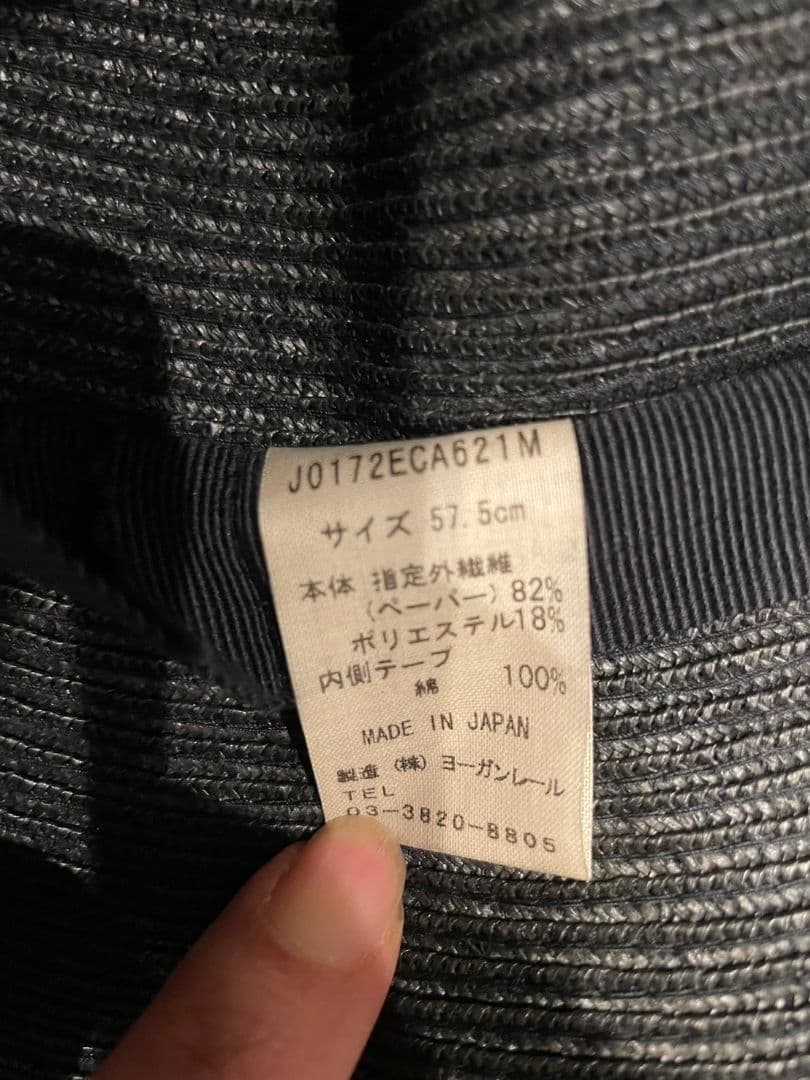 J0172ECA621M
サイズ 57.5cm
本体 指定外繊維
(ペーパー) 82%
ポリエステル18%
内側テープ
綿 100%
MADE IN JAPAN
製造 (株) ヨーガンレール
TEL
03-3820-8805